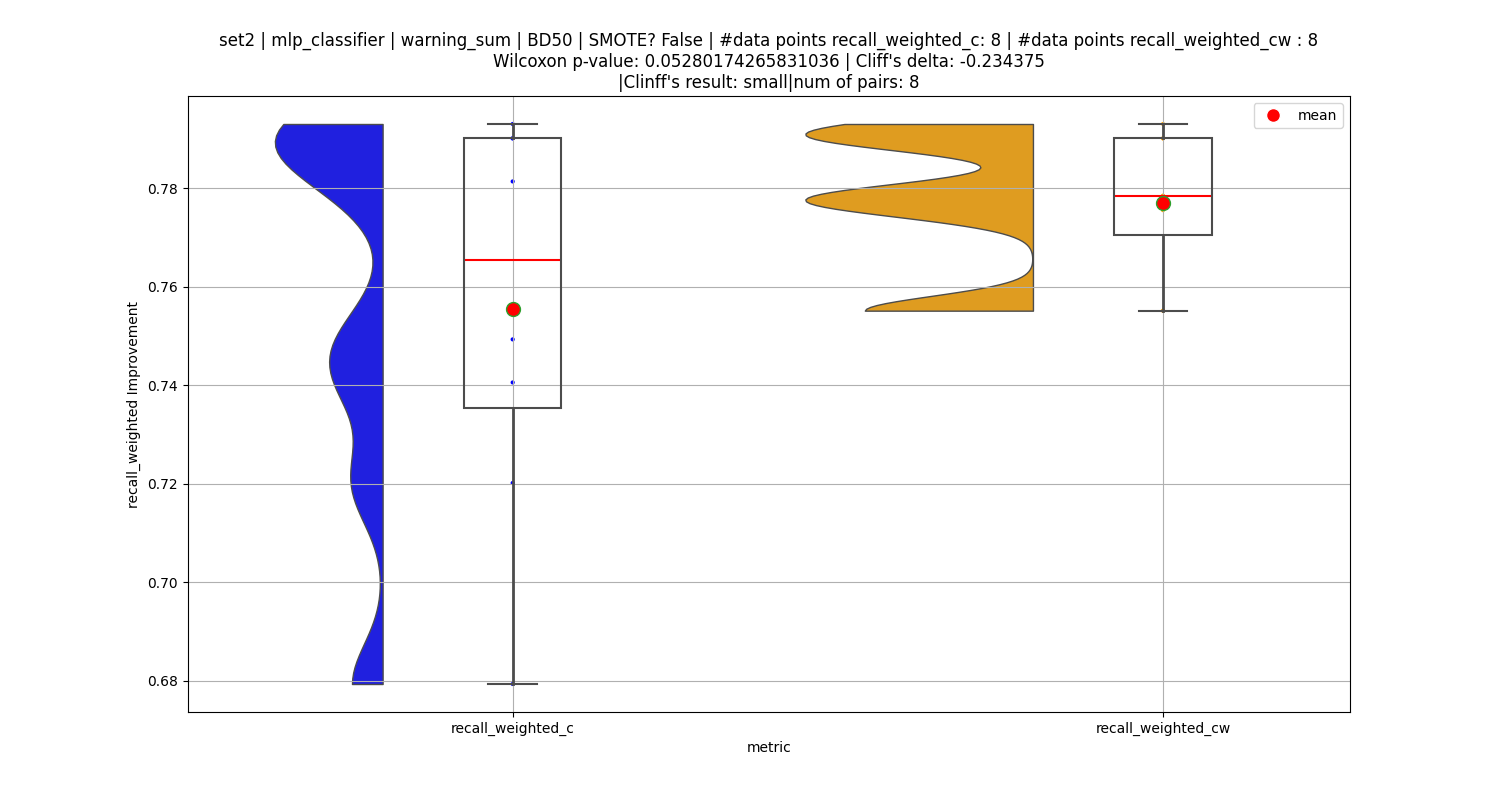 set2 | mlp_classifier | warning_sum | BD50 | SMOTE? False | #data points recall_weighted_c: 8 | #data points recall_weighted_cw : 8
Wilcoxon p-value: 0.05280174265831036 | Cliff's delta: -0.234375
|Clinff's result: small|num of pairs: 8
mean
0.78
0.76
0.74
0.72
0.70
0.68
recall_weighted Improvement
recall_weighted_c
recall_weighted_cw
metric